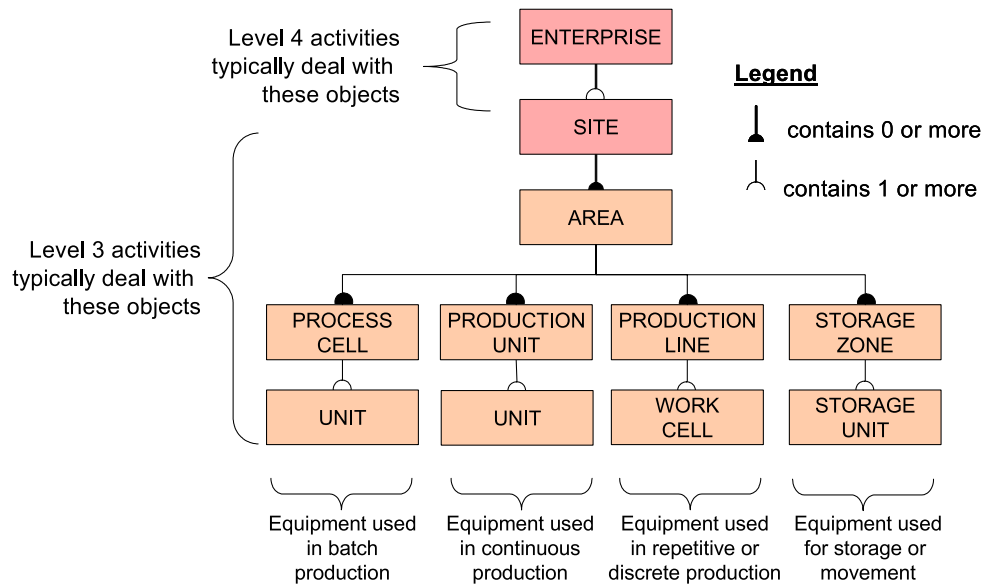 Level 4 activities
typically deal with
these objects
ENTERPRISE
SITE
Legend
contains 0 or more
contains 1 or more
Level 3 activities
typically deal with
these objects
AREA
PROCESS
CELL
PRODUCTION
UNIT
PRODUCTION
LINE
STORAGE
ZONE
UNIT
UNIT
WORK
CELL
STORAGE
UNIT
Equipment used
in batch
production
Equipment used
in continuous
production
Equipment used
in repetitive or
discrete production
Equipment used
for storage or
movement